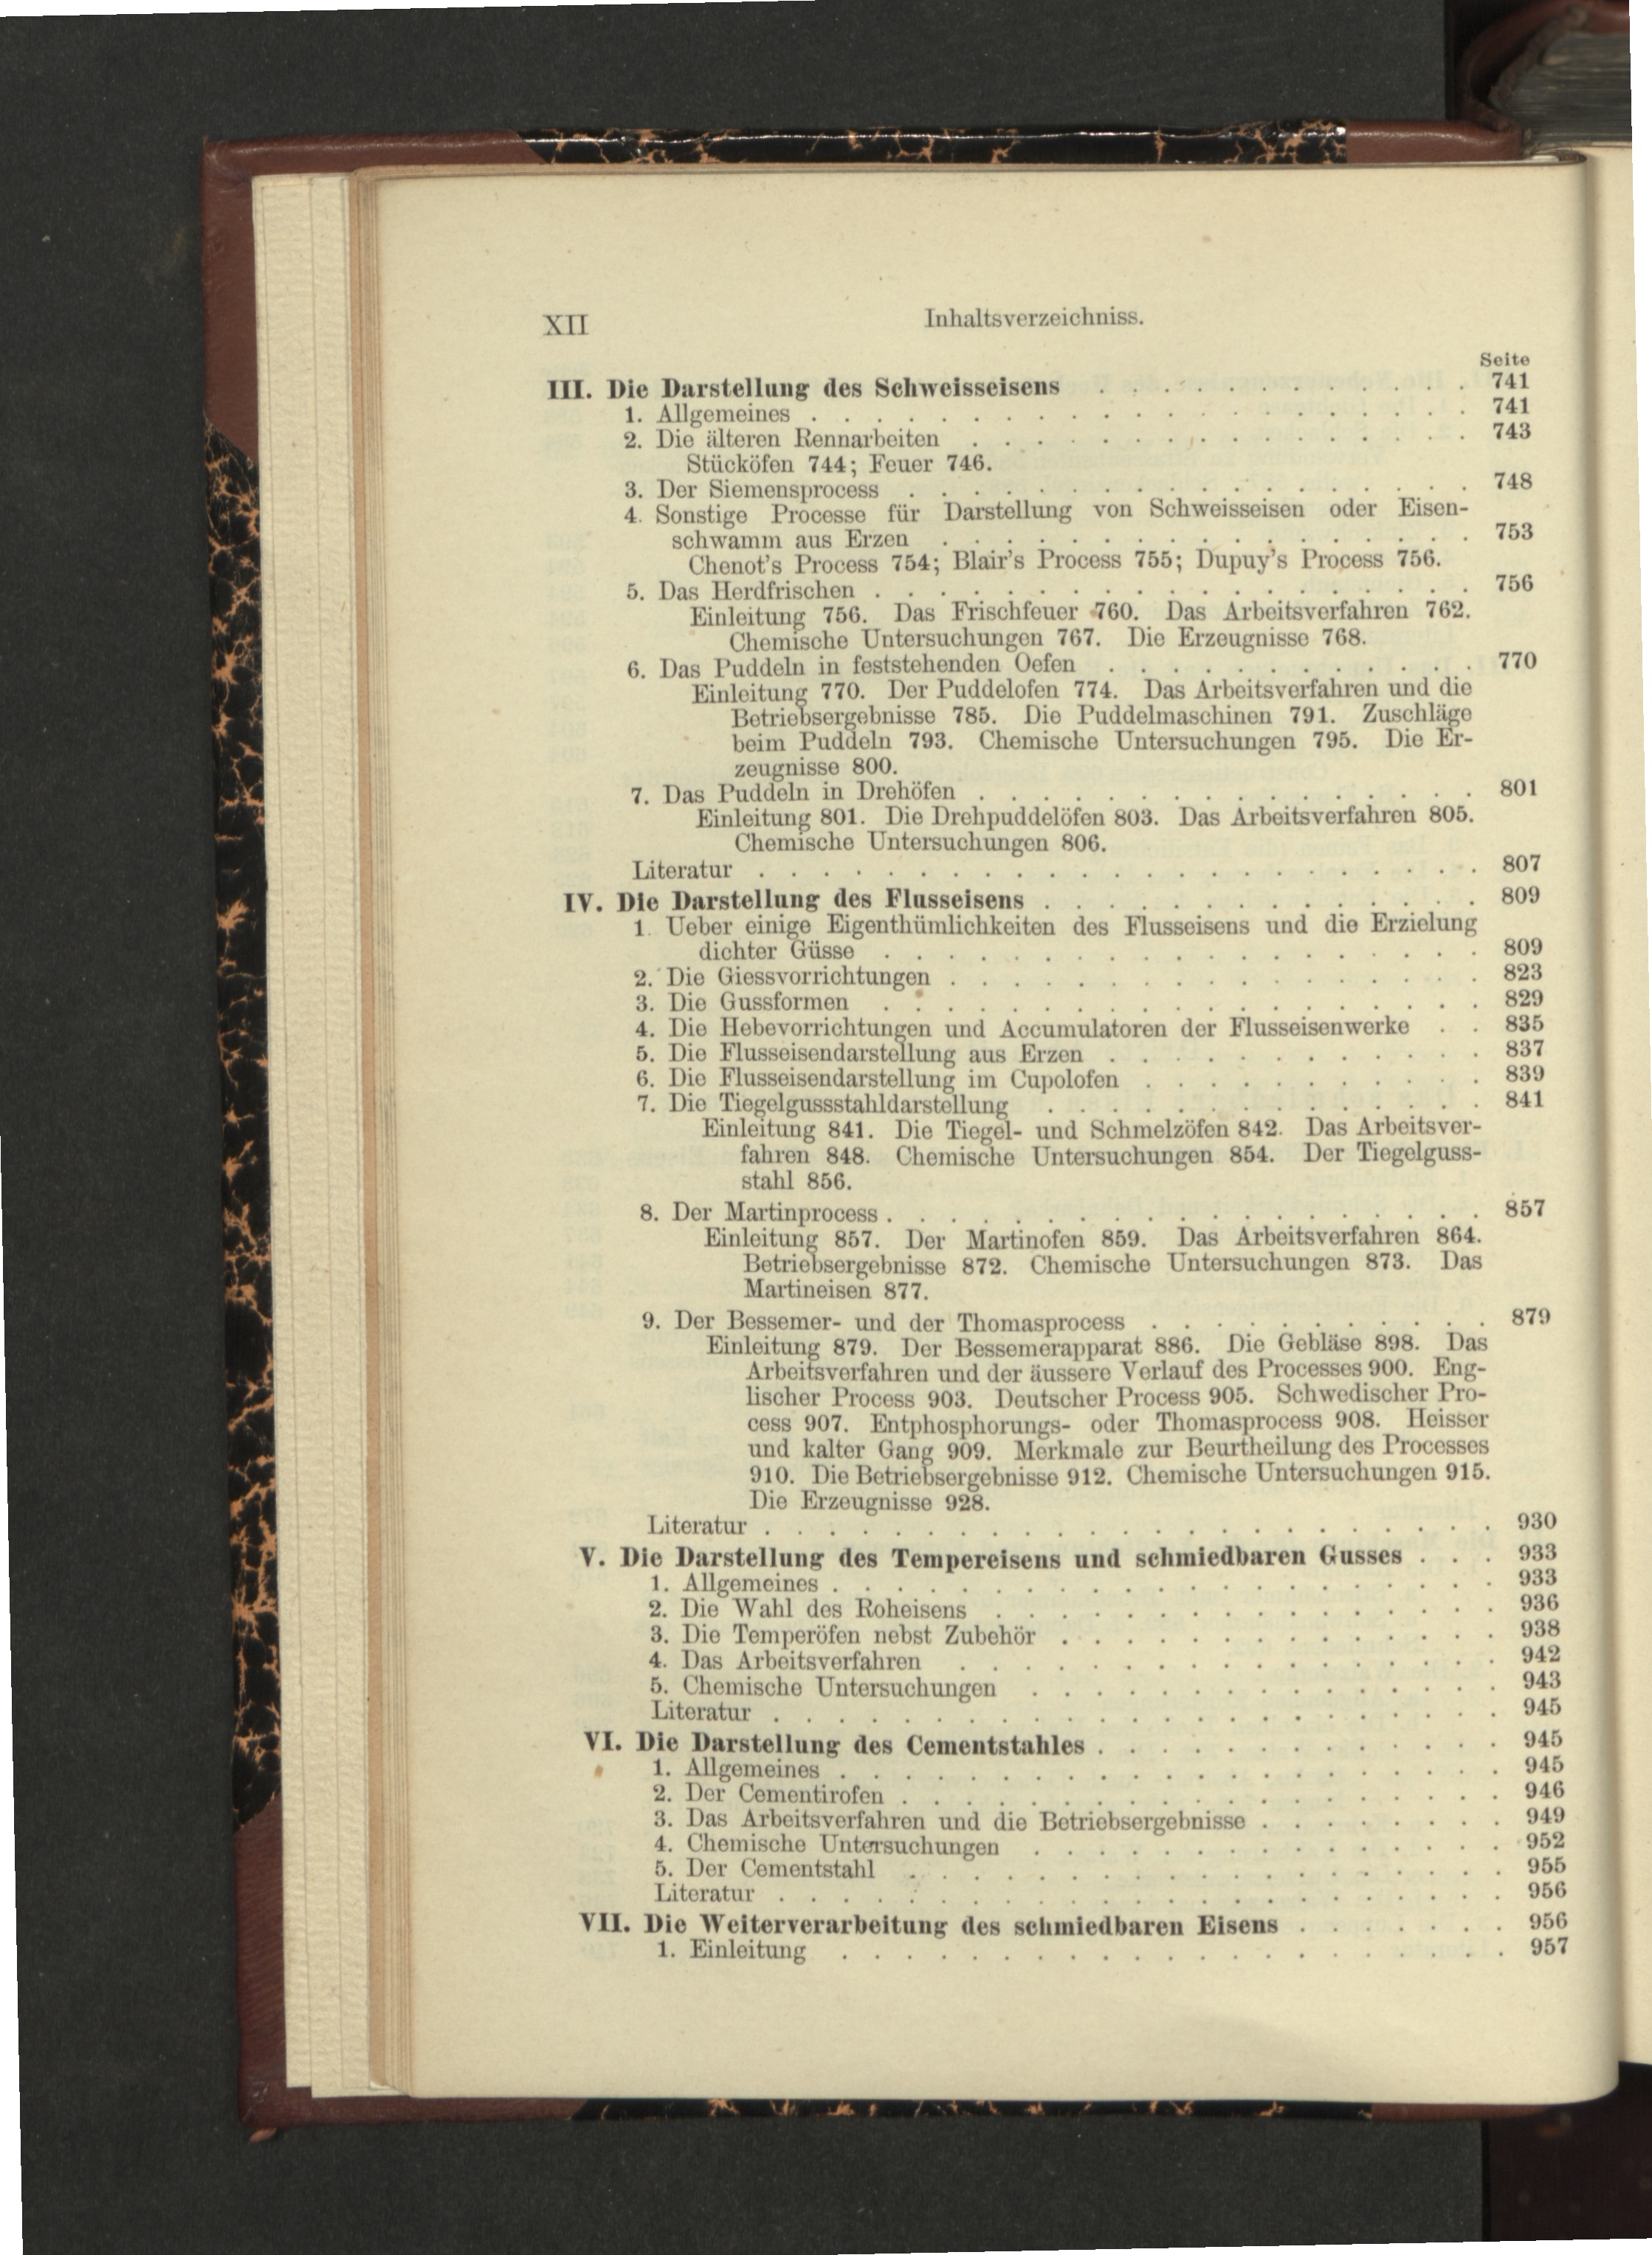 XII Inhaltsverzeichniss.
Seite
III. Die Darstellung des Schweisseisens . . . . . . . . . . . . 741
1. Allgemeines . . . . . . . . . . . . . . . . . . . . . 741
2. Die älteren Rennarbeiten . . . . . . . . . . . . . . . . 743
Stücköfen 744; Feuer 746.
3. Der Siemensprocess . . . . . . . . . . . . . . . . . . 748
4. Sonstige Processe für Darstellung von Schweisseisen oder Eisen-
schwamm aus Erzen . . . . . . . . . . . . . . . . . 753
Chenot's Process 754; Blair's Process 755; Dupuy's Process 756.
5. Das Herdfrischen . . . . . . . . . . . . . . . . . . . 756
Einleitung 756. Das Frischfeuer 760. Das Arbeitsverfahren 762.
Chemische Untersuchungen 767. Die Erzeugnisse 768.
6. Das Puddeln in feststehenden Oefen . . . . . . . . . . . . 770
Einleitung 770. Der Puddelofen 774. Das Arbeitsverfahren und die
Betriebsergebnisse 785. Die Puddelmaschinen 791. Zuschläge
beim Puddeln 793. Chemische Untersuchungen 795. Die Er-
zeugnisse 800.
7. Das Puddeln in Drehöfen . . . . . . . . . . . . . . . . 801
Einleitung 801. Die Drehpuddelöfen 803. Das Arbeitsverfahren 805.
Chemische Untersuchungen 806.
Literatur . . . . . . . . . . . . . . . . . . . . . . . 807
IV. Die Darstellung des Flusseisens . . . . . . . . . . . . . . 809
1. Ueber einige Eigenthümlichkeiten des Flusseisens und die Erzielung
dichter Güsse . . . . . . . . . . . . . . . . . . . 809
2. Die Giessvorrichtungen . . . . . . . . . . . . . . . . . 823
3. Die Gussformen . . . . . . . . . . . . . . . . . . . 829
4. Die Hebevorrichtungen und Accumulatoren der Flusseisenwerke . . 835
5. Die Flusseisendarstellung aus Erzen . . . . . . . . . . . . 837
6. Die Flusseisendarstellung im Cupolofen . . . . . . . . . . . 839
7. Die Tiegelgussstahldarstellung . . . . . . . . . . . . . . 841
Einleitung 841. Die Tiegel- und Schmelzöfen 842. Das Arbeitsver-
fahren 848. Chemische Untersuchungen 854. Der Tiegelguss-
stahl 856.
8. Der Martinprocess . . . . . . . . . . . . . . . . . . . 857
Einleitung 857. Der Martinofen 859. Das Arbeitsverfahren 864.
Betriebsergebnisse 872. Chemische Untersuchungen 873. Das
Martineisen 877.
9. Der Bessemer- und der Thomasprocess . . . . . . . . . . . 879
Einleitung 879. Der Bessemerapparat 886. Die Gebläse 898. Das
Arbeitsverfahren und der äussere Verlauf des Processes 900. Eng-
lischer Process 903. Deutscher Process 905. Schwedischer Pro-
cess 907. Entphosphorungs- oder Thomasprocess 908. Heisser
und kalter Gang 909. Merkmale zur Beurtheilung des Processes
910. Die Betriebsergebnisse 912. Chemische Untersuchungen 915.
Die Erzeugnisse 928.
Literatur . . . . . . . . . . . . . . . . . . . . . . . 930
V. Die Darstellung des Tempereisens und schmiedbaren Gusses . . . 933
1. Allgemeines . . . . . . . . . . . . . . . . . . . . . 933
2. Die Wahl des Roheisens . . . . . . . . . . . . . . . . 936
3. Die Temperöfen nebst Zubehör . . . . . . . . . . . . . . 938
4. Das Arbeitsverfahren . . . . . . . . . . . . . . . . . 942
5. Chemische Untersuchungen . . . . . . . . . . . . . . . 943
Literatur . . . . . . . . . . . . . . . . . . . . . . . 945
VI. Die Darstellung des Cementstahles . . . . . . . . . . . . . 945
1. Allgemeines . . . . . . . . . . . . . . . . . . . . . 945
2. Der Cementirofen . . . . . . . . . . . . . . . . . . . 946
3. Das Arbeitsverfahren und die Betriebsergebnisse . . . . . . . . 949
4. Chemische Untersuchungen . . . . . . . . . . . . . . . 952
5. Der Cementstahl . . . . . . . . . . . . . . . . . . . 955
Literatur . . . . . . . . . . . . . . . . . . . . . . . 956
VII. Die Weiterverarbeitung des schmiedbaren Eisens . . . . . . . 956
1. Einleitung . . . . . . . . . . . . . . . . . . . . . 957